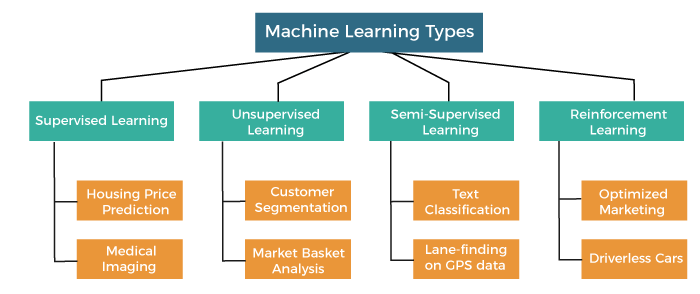 Machine Learning Types
Supervised Learning
Unsupervised
Learning
Semi-Supervised
Learning
Reinforcement
Learning
Housing Price
Prediction
Customer
Segmentation
Text
Classification
Optimized
Marketing
Medical
Imaging
Market Basket
Analysis
Lane-finding
on GPS data
Driverless Cars